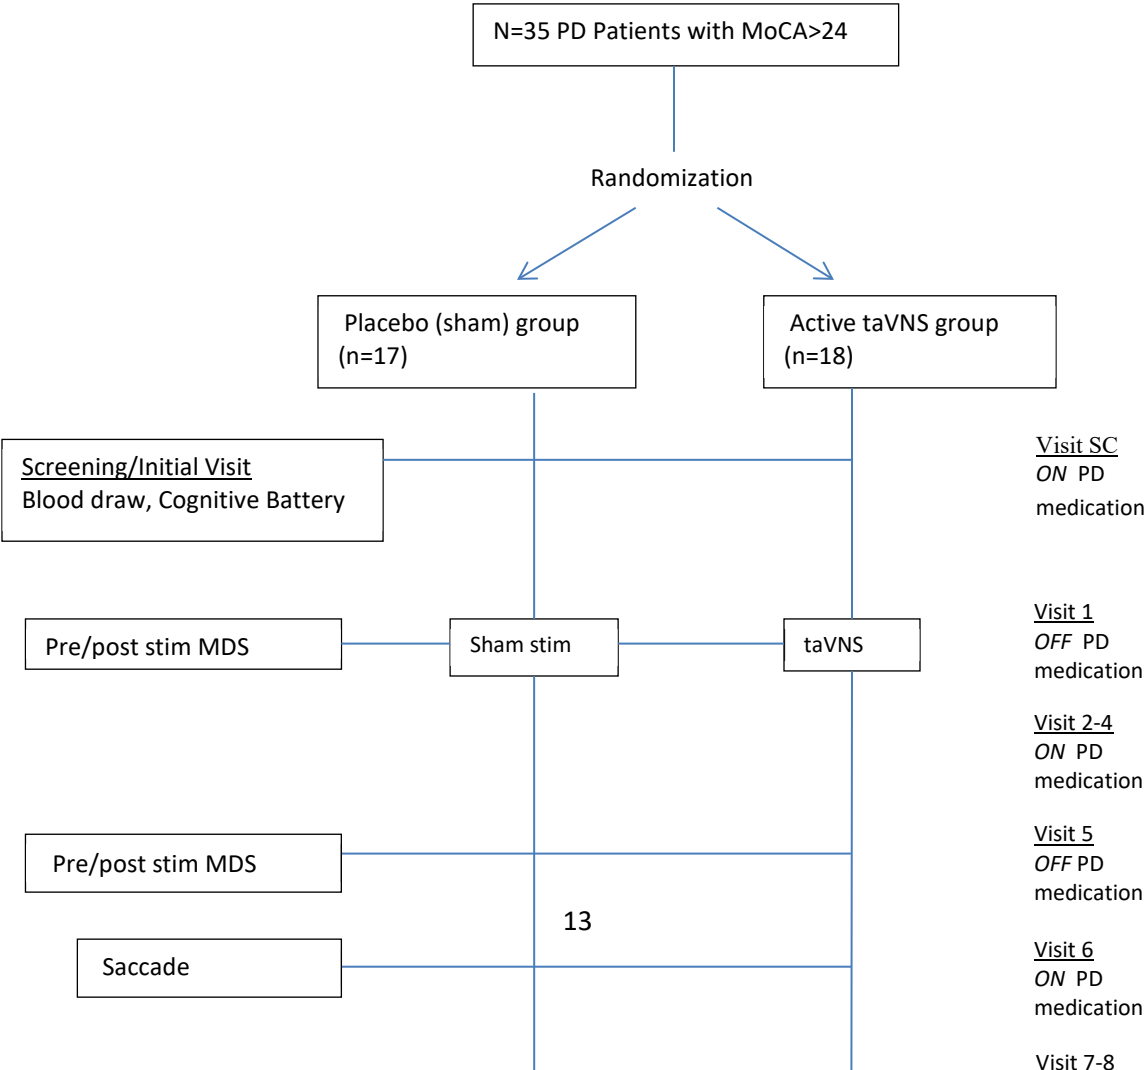 N=35 PD Patients with MoCA>24
Randomization
Placebo (sham) group
(n=17)
Active taVNS group
(n=18)
Screening/Initial Visit
Blood draw, Cognitive Battery
Visit SC
ON PD
medication
Pre/post stim MDS
Sham stim
taVNS
Visit 1
OFF PD
medication
Visit 2-4
ON PD
medication
Pre/post stim MDS
Visit 5
OFF PD
medication
13
Saccade
Visit 6
ON PD
medication
Visit 7-8